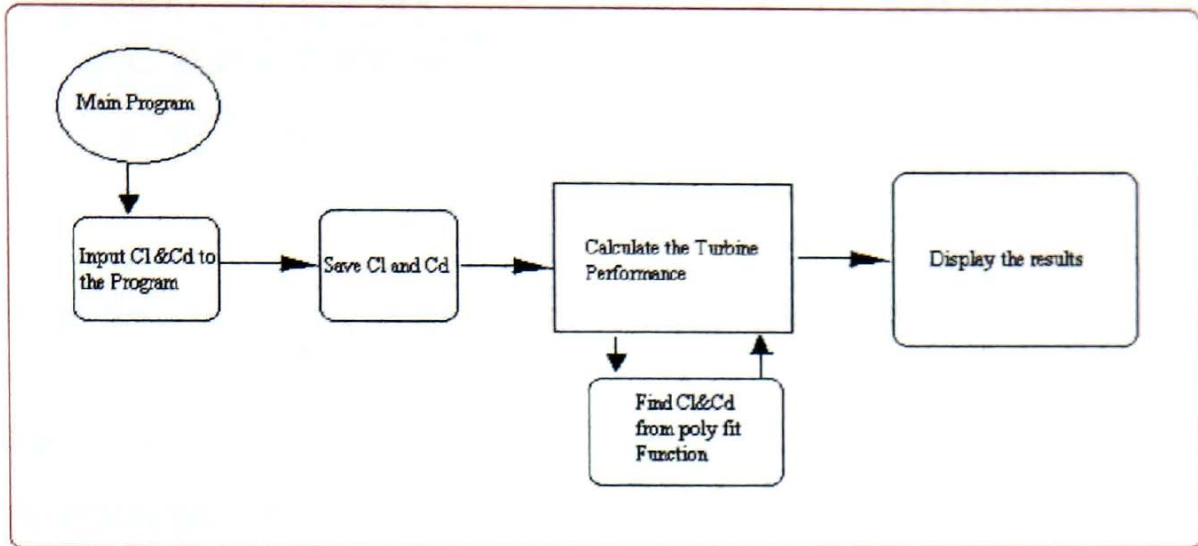 Main Program
Input Cl&Cd to
the Program
Save Cl and Cd
Calculate the Turbine
Performance
Find Cl&Cd
from poly fit
Function
Display the results